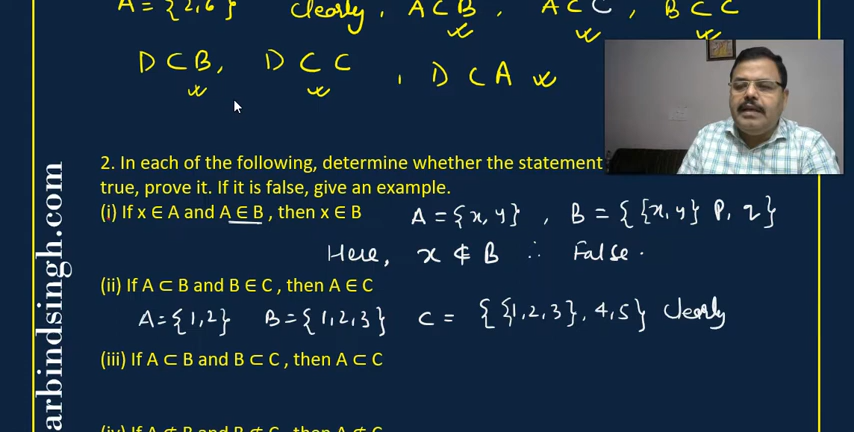 A = {2,6} Clearly, A ⊂ B A ⊂ C, B ⊂ C
D ⊂ B, D ⊂ C, D ⊂ A
2. In each of the following, determine whether the statement
true, prove it. If it is false, give an example.
(i) If x ∈ A and A ∈ B , then x ∈ B A = {x, y} , B = { {x, y} P, q }
Here, x ∉ B ∴ False.
(ii) If A ⊂ B and B ∈ C , then A ∈ C
A = {1,2} B = {1,2,3} C = { {1,2,3}, 4,5} Clearly
(iii) If A ⊂ B and B ⊂ C , then A ⊂ C
arbindsingh.com